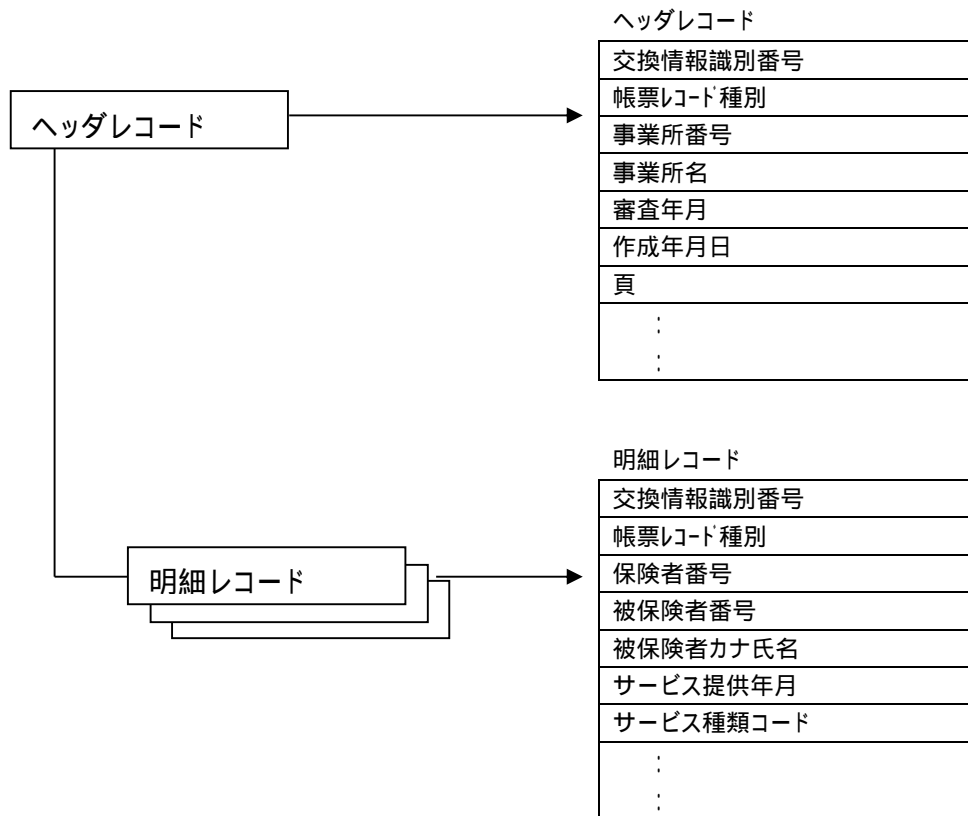 ヘッダレコード
交換情報識別番号
帳票ﾚｺｰﾄﾞ種別
事業所番号
事業所名
審査年月
作成年月日
頁
:
:
ヘッダレコード
明細レコード
交換情報識別番号
帳票ﾚｺｰﾄﾞ種別
保険者番号
被保険者番号
被保険者カナ氏名
サービス提供年月
サービス種類コード
:
:
明細レコード